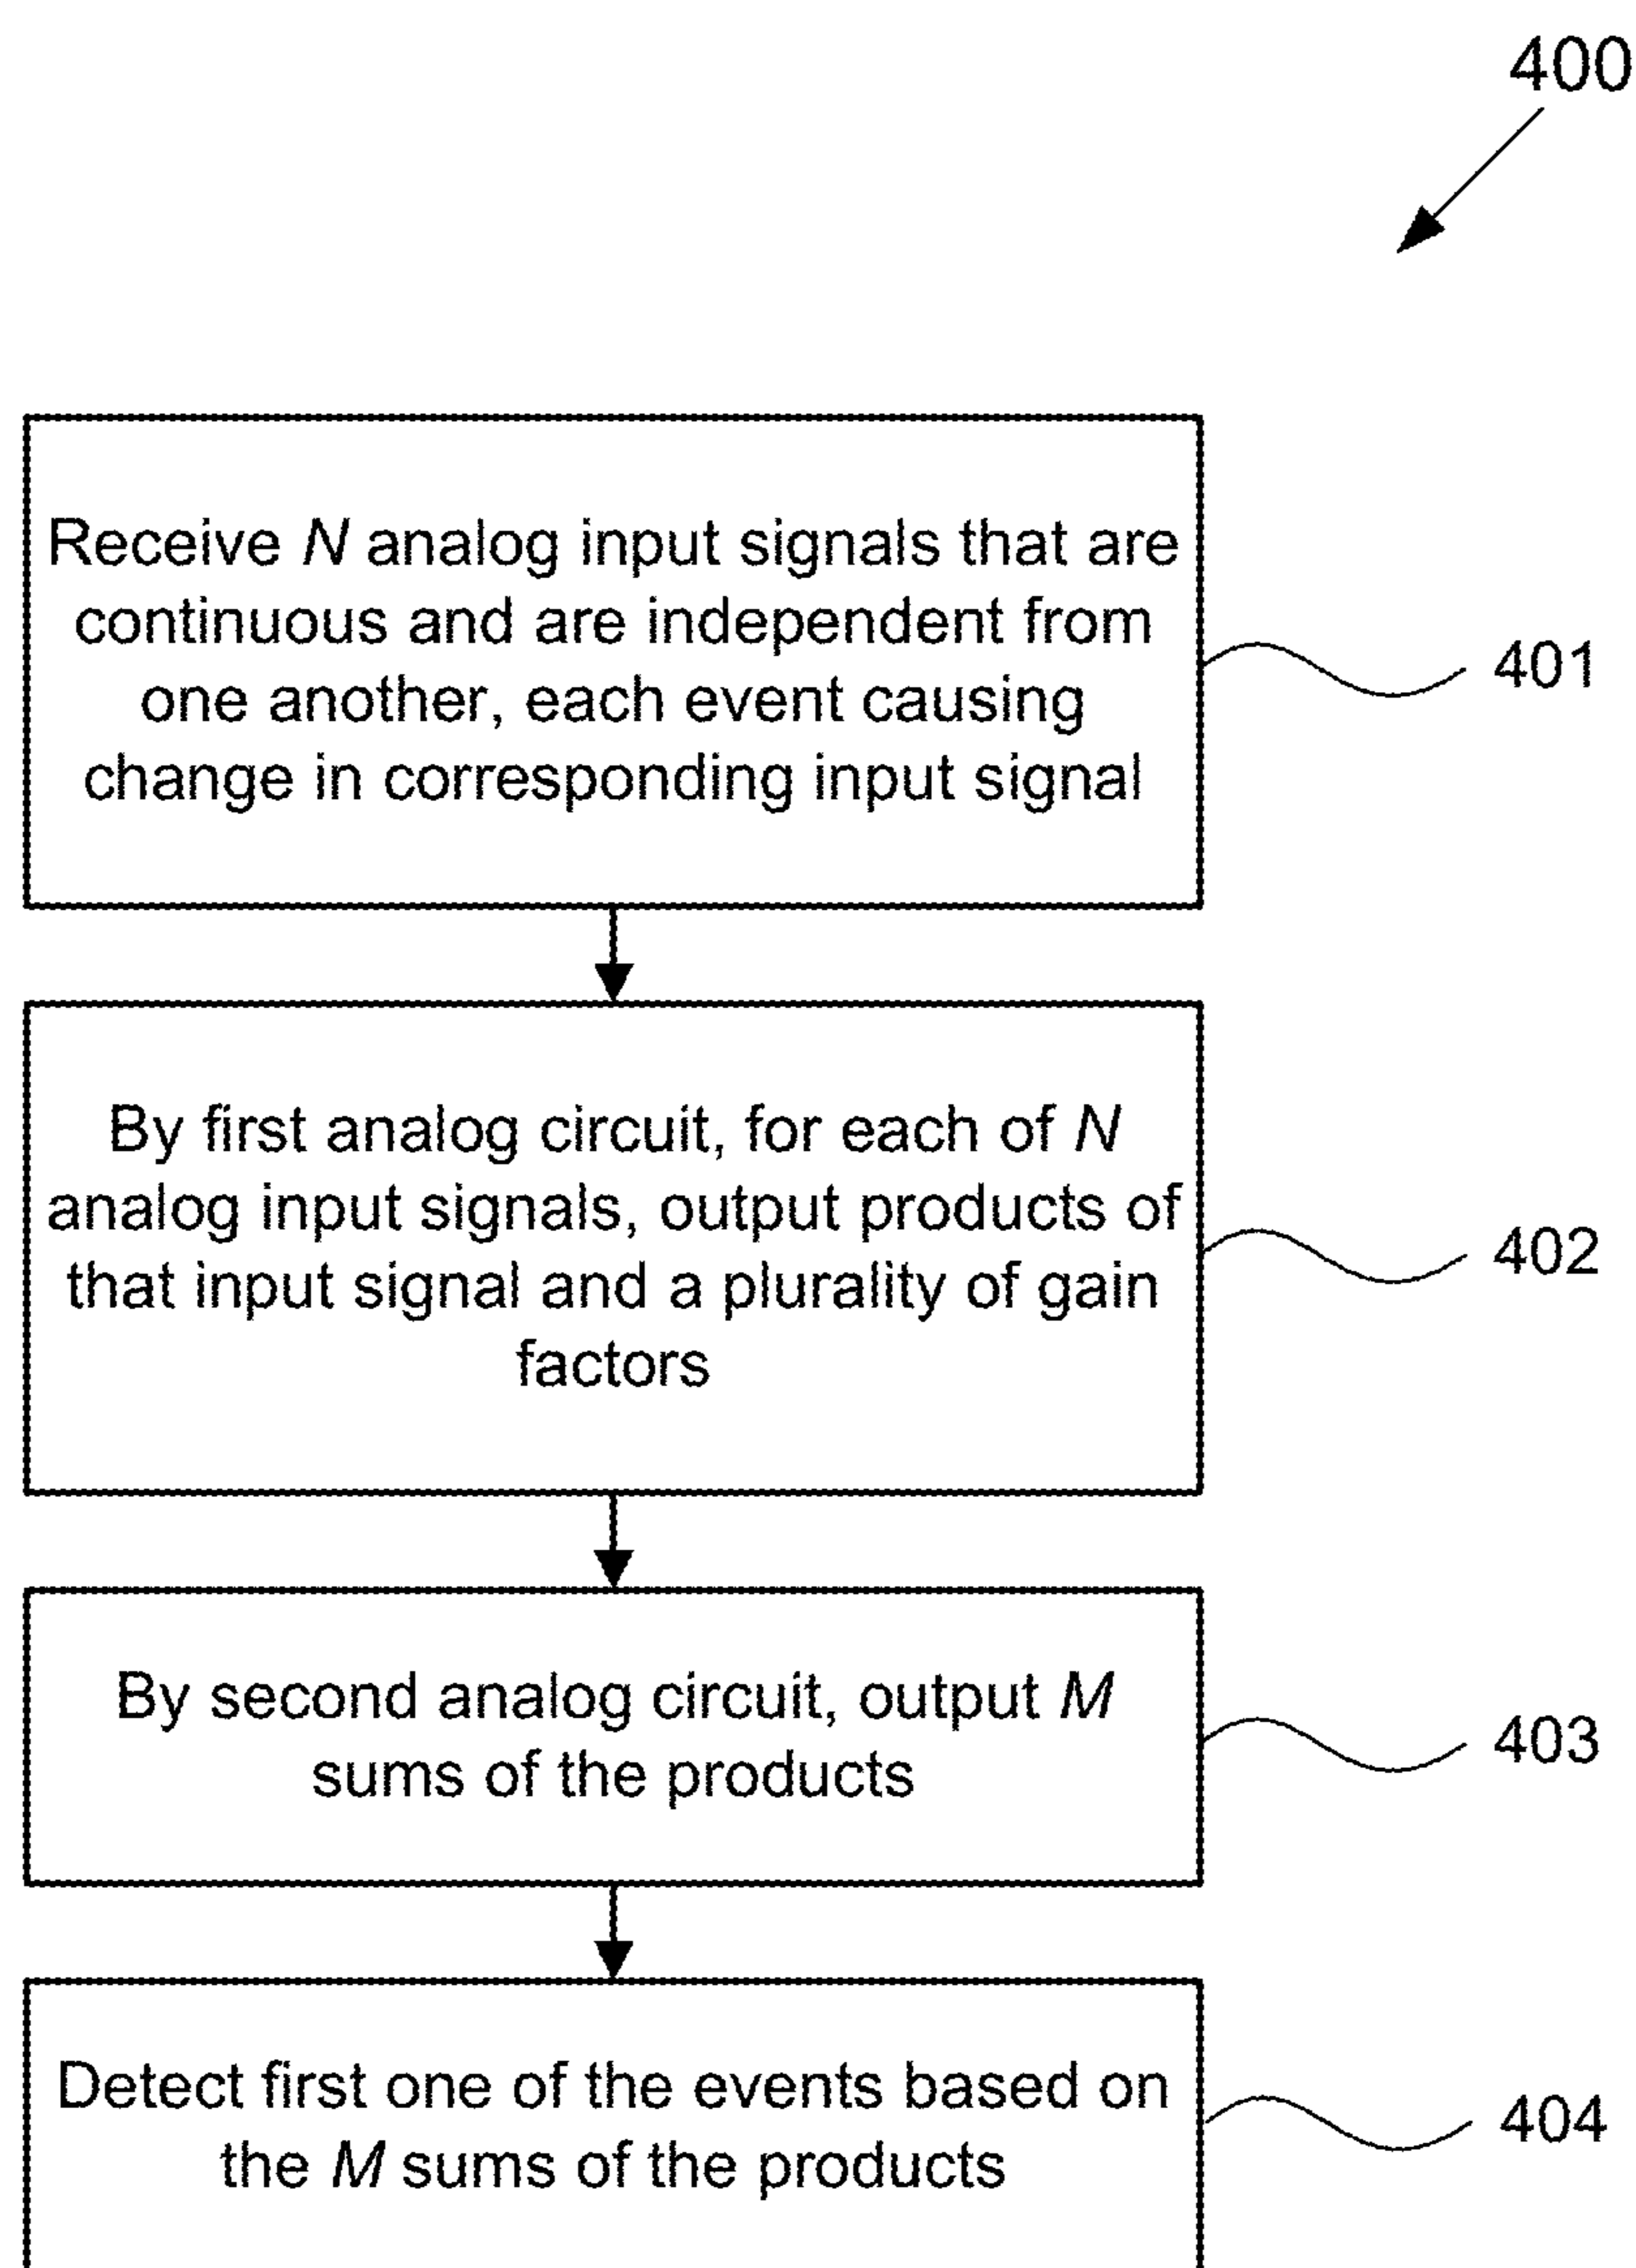 400
Receive N analog input signals that are
continuous and are independent from
one another, each event causing
change in corresponding input signal
401
By first analog circuit, for each of N
analog input signals, output products of
that input signal and a plurality of gain
factors
402
By second analog circuit, output M
sums of the products
403
Detect first one of the events based on
the M sums of the products
404